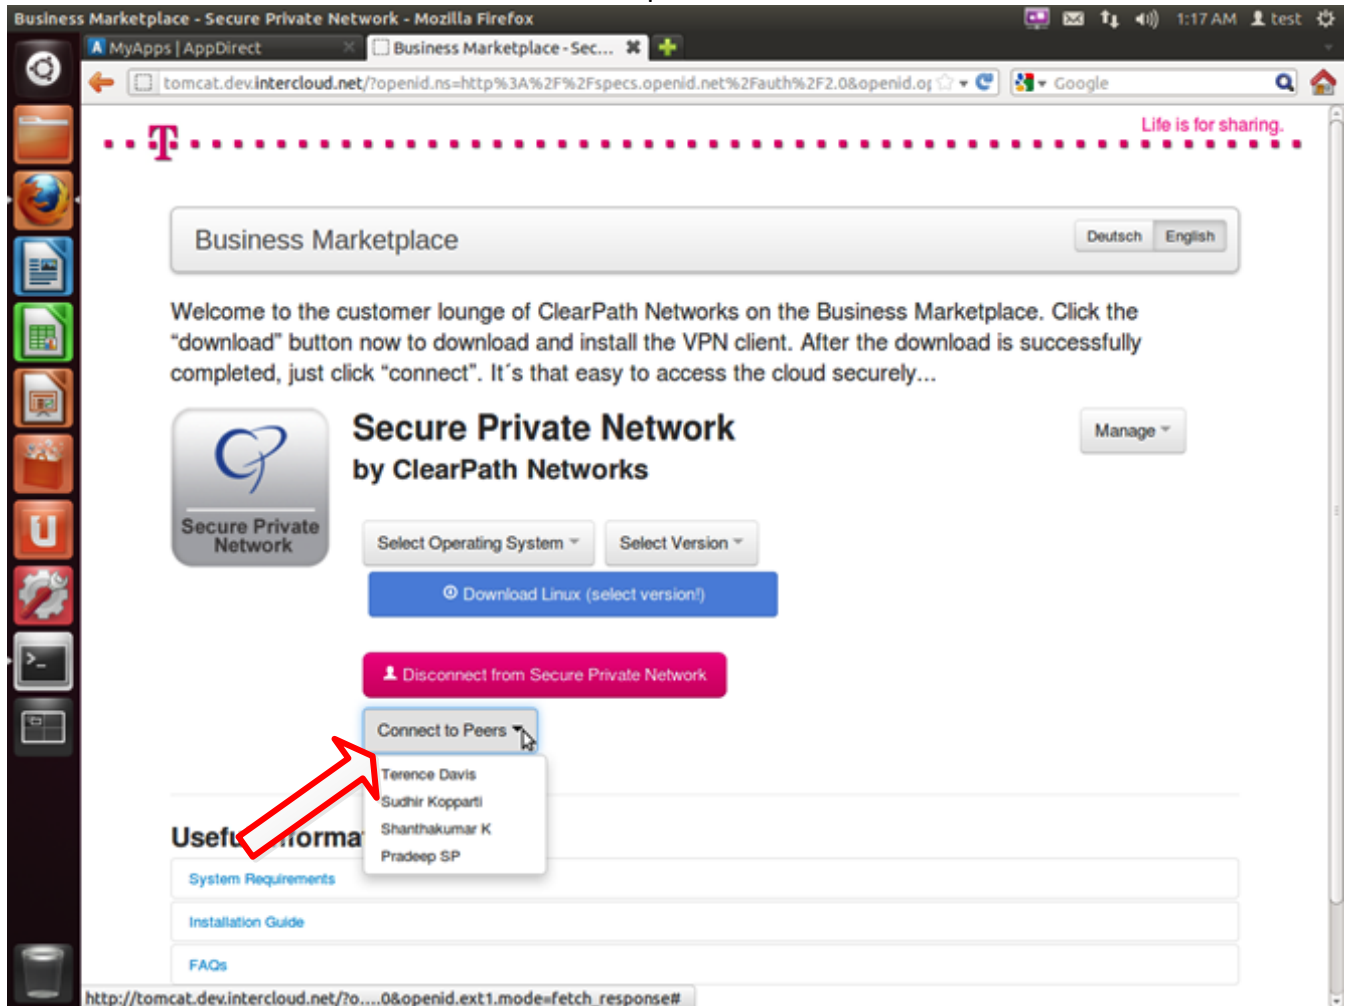 Business Marketplace - Secure Private Network - Mozilla Firefox
1:17 AM test
MyApps | AppDirect
Business Marketplace - Sec...
tomcat.dev.intercloud.net/?openid.ns=http%3A%2F%2Fspecs.openid.net%2Fauth%2F2.0&openid.op
Google
Life is for sharing.
T
Business Marketplace
Deutsch English
Welcome to the customer lounge of ClearPath Networks on the Business Marketplace. Click the
“download” button now to download and install the VPN client. After the download is successfully
completed, just click “connect”. It´s that easy to access the cloud securely...
Secure Private Network
by ClearPath Networks
Manage
Secure Private
Network
Select Operating System
Select Version
Download Linux (select version!)
Disconnect from Secure Private Network
Connect to Peers
Terence Davis
Sudhir Kopparti
Shanthakumar K
Pradeep SP
System Requirements
Installation Guide
FAQs
http://tomcat.dev.intercloud.net/?o....0&openid.ext1.mode=fetch_response#